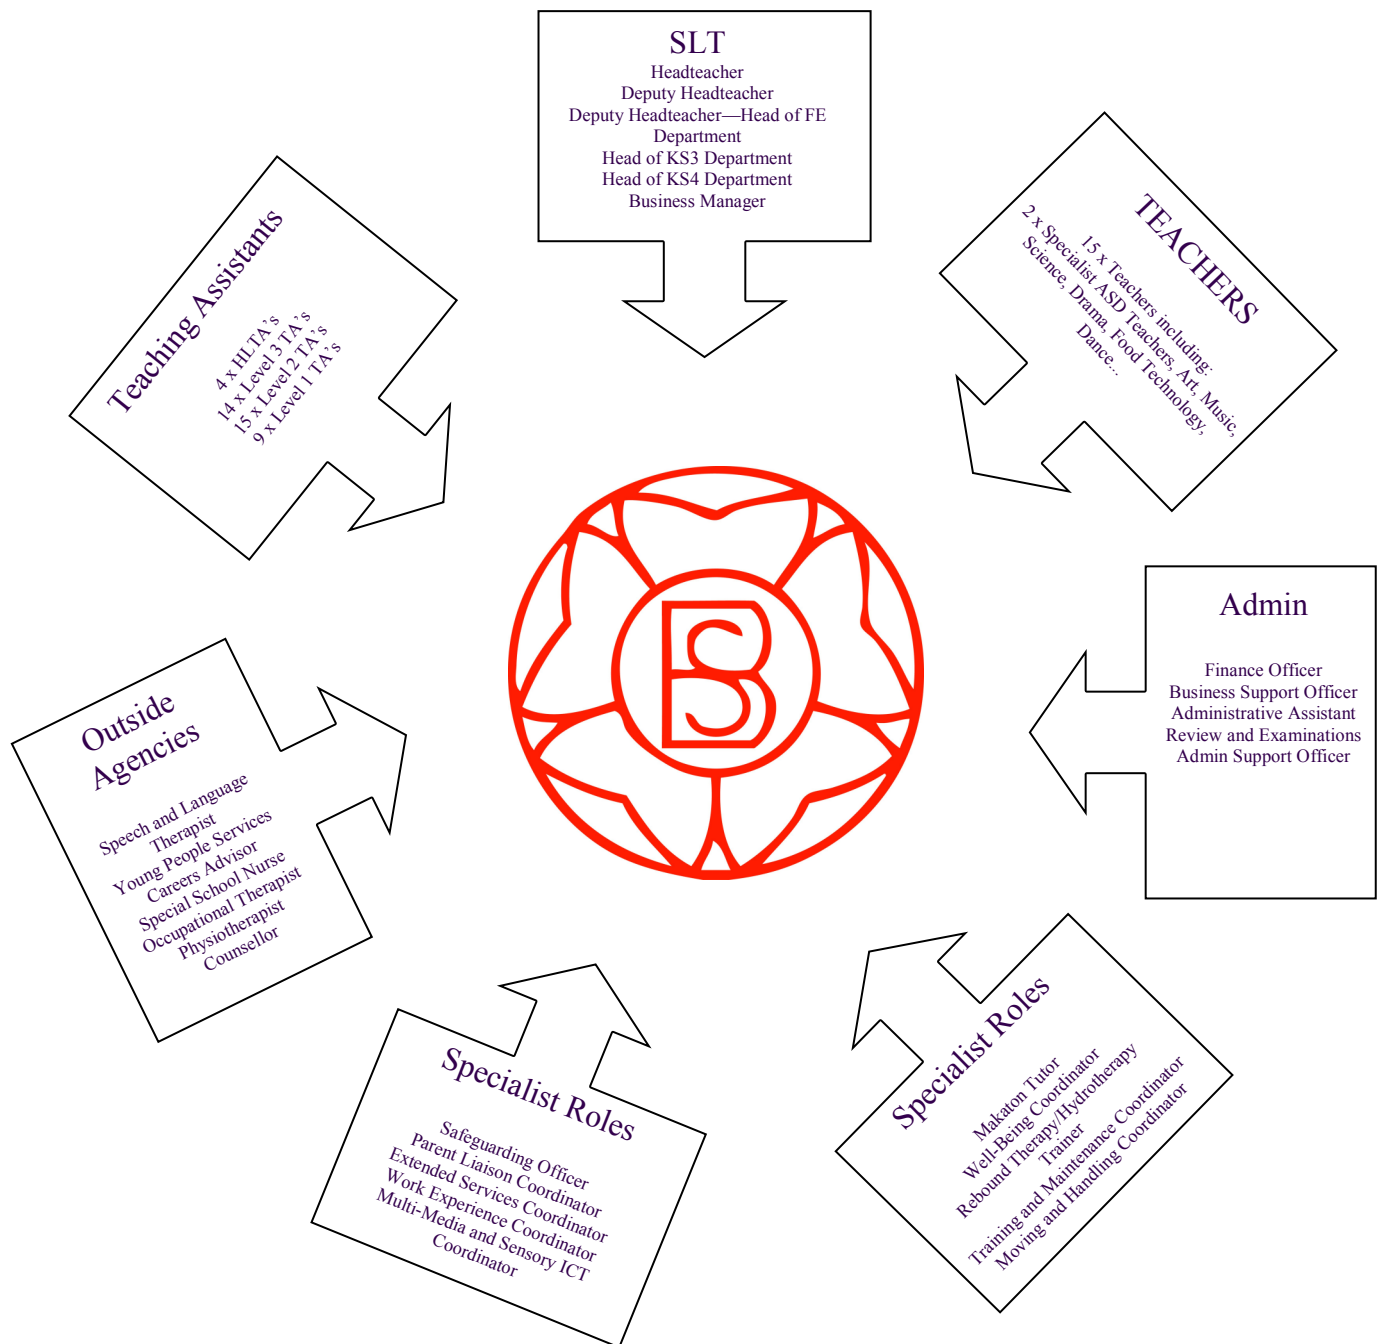 SLT
Headteacher
Deputy Headteacher
Deputy Headteacher—Head of FE
Department
Head of KS3 Department
Head of KS4 Department
Business Manager
TEACHERS
15 x Teachers including:
2 x Specialist ASD Teachers, Art, Music,
Science, Drama, Food Technology,
Dance...
Admin
Finance Officer
Business Support Officer
Administrative Assistant
Review and Examinations
Admin Support Officer
Specialist Roles
Makaton Tutor
Well-Being Coordinator
Rebound Therapy/Hydrotherapy
Trainer
Training and Maintenance Coordinator
Moving and Handling Coordinator
Specialist Roles
Safeguarding Officer
Parent Liaison Coordinator
Extended Services Coordinator
Work Experience Coordinator
Multi-Media and Sensory ICT
Coordinator
Outside
Agencies
Speech and Language
Therapist
Young People Services
Careers Advisor
Special School Nurse
Occupational Therapist
Physiotherapist
Counsellor
Teaching Assistants
4 x HLTA’s
14 x Level 3 TA’s
15 x Level 2 TA’s
9 x Level 1 TA’s
BS